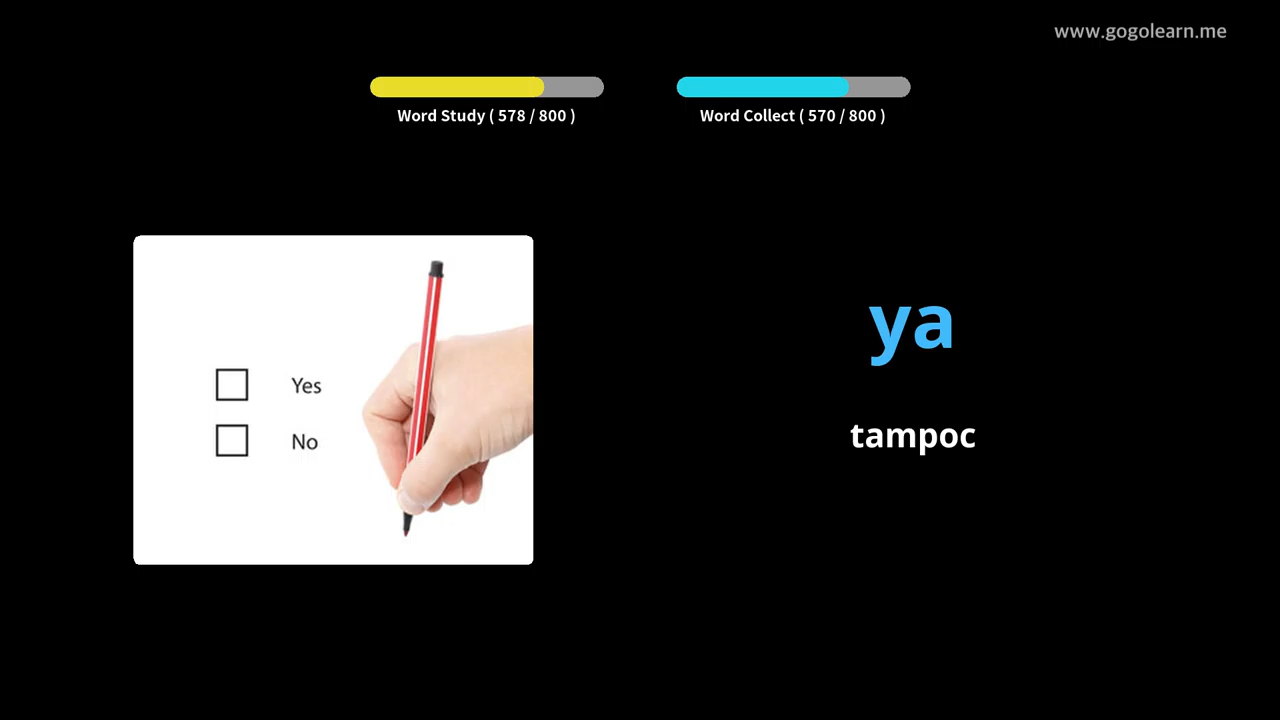 www.gogolearn.me
Word Study ( 578 / 800 )
Word Collect ( 570 / 800 )
Yes
No
ya
tampoc